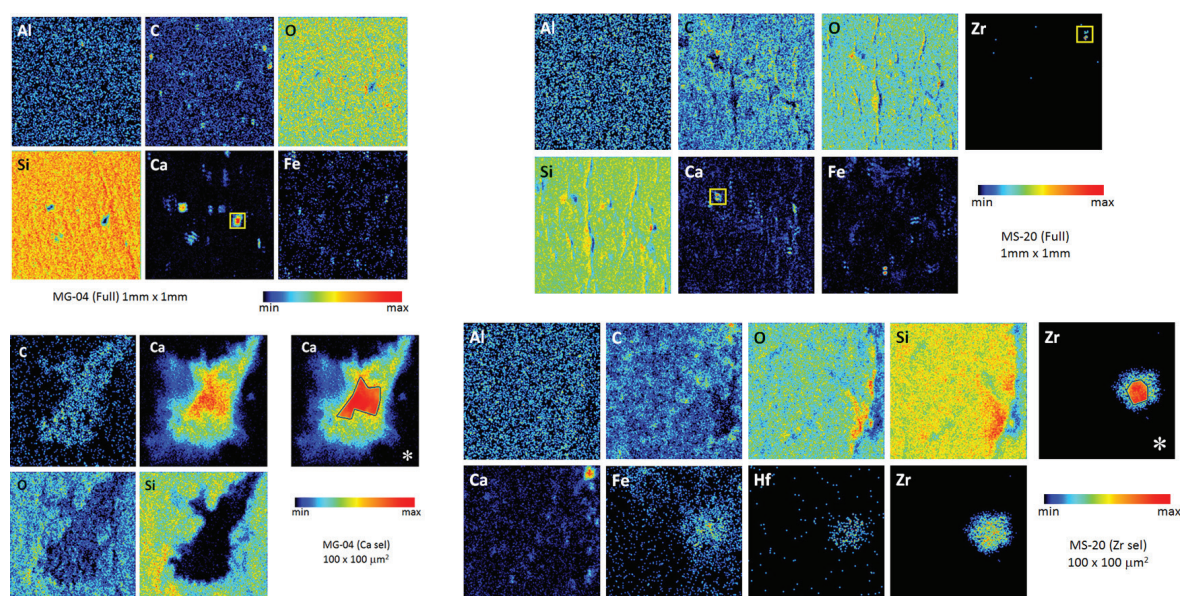 Al C O
Si Ca Fe
MG-04 (Full) 1mm x 1mm
min max
Al C O Zr
Si Ca Fe
min max
MS-20 (Full)
1mm x 1mm
C Ca Ca
*
O Si
min max
MG-04 (Ca sel)
100 x 100 µm²
Al C O Si Zr
*
Ca Fe Hf Zr
min max
MS-20 (Zr sel)
100 x 100 µm²